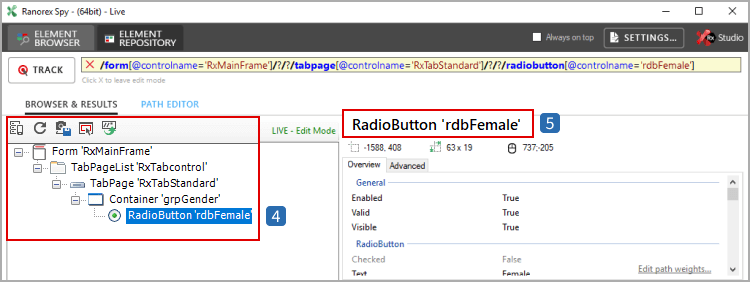 Ranorex Spy - (64bit) - Live
ELEMENT BROWSER
ELEMENT REPOSITORY
Always on top
SETTINGS...
Rx Studio
TRACK
/form[@controlname='RxMainFrame']/?/?/tabpage[@controlname='RxTabStandard']/?/?/radiobutton[@controlname='rdbFemale']
Click X to leave edit mode
BROWSER & RESULTS
PATH EDITOR
LIVE - Edit Mode
RadioButton 'rdbFemale'
5
-1588, 408
63 x 19
737;-205
Form 'RxMainFrame'
TabPageList 'RxTabcontrol'
TabPage 'RxTabStandard'
Container 'grpGender'
RadioButton 'rdbFemale'
4
Overview
Advanced
General
Enabled True
Valid True
Visible True
RadioButton
Checked False
Text Female
Edit path weights...